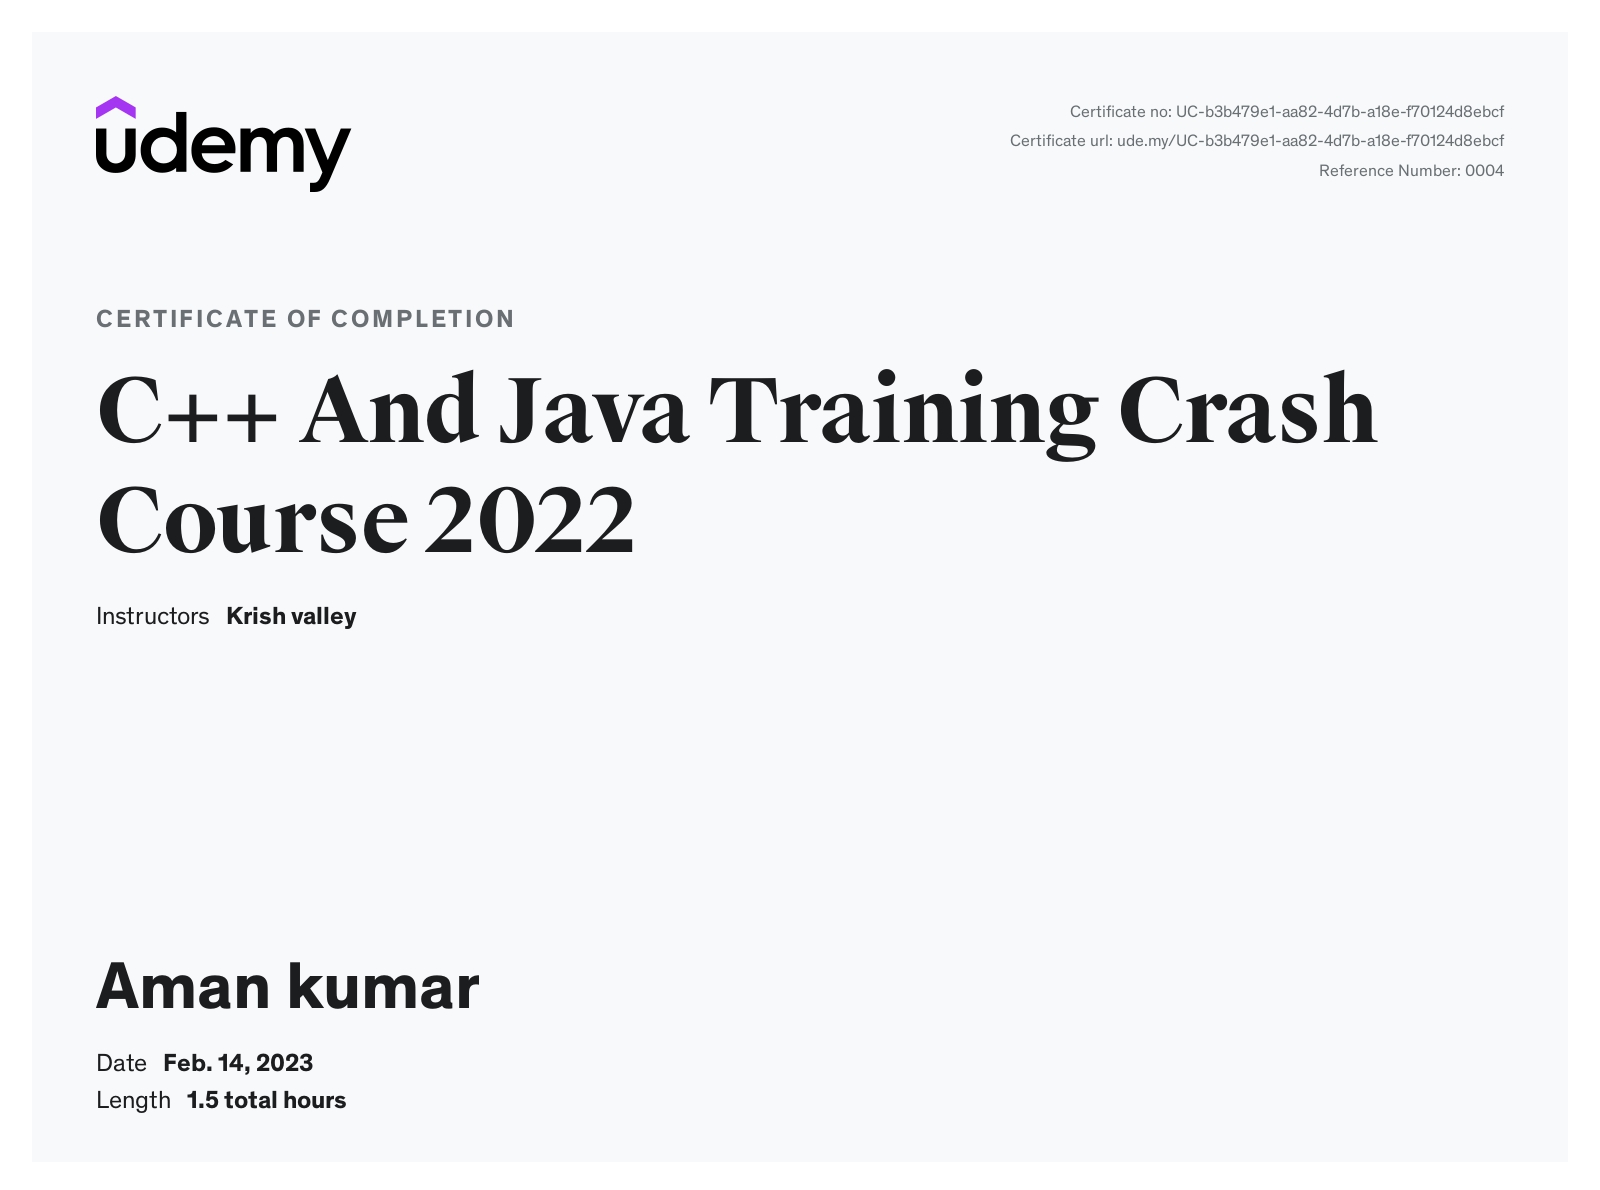 udemy
Certificate no: UC-b3b479e1-aa82-4d7b-a18e-f70124d8ebcf
Certificate url: ude.my/UC-b3b479e1-aa82-4d7b-a18e-f70124d8ebcf
Reference Number: 0004
CERTIFICATE OF COMPLETION
C++ And Java Training Crash
Course 2022
Instructors Krish valley
Aman kumar
Date Feb. 14, 2023
Length 1.5 total hours